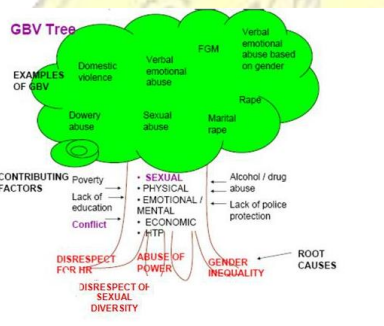 GBV Tree
EXAMPLES
OF GBV
Domestic
violence
Verbal
emotional
abuse
FGM
Verbal
emotional
abuse based
on gender
Rape
Dowery
abuse
Sexual
abuse
Marital
rape
CONTRIBUTING
FACTORS
Poverty
Lack of
education
Conflict
• SEXUAL
• PHYSICAL
• EMOTIONAL /
MENTAL
• ECONOMIC
• HTP
Alcohol / drug
abuse
Lack of police
protection
DISRESPECT
FOR HR
ABUSE OF
POWER
GENDER
INEQUALITY
ROOT
CAUSES
DISRESPECT OF
SEXUAL
DIVERSITY